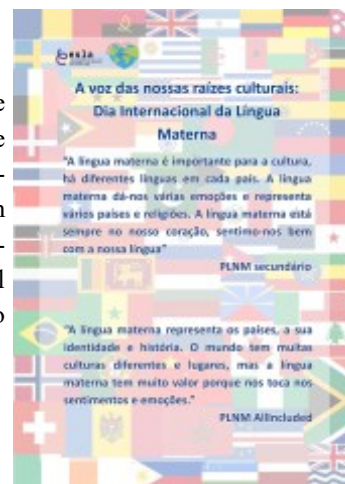 esla
A voz das nossas raízes culturais:
Dia Internacional da Língua
Materna
"A língua materna é importante para a cultura,
há diferentes línguas em cada país. A língua
materna dá-nos várias emoções e representa
vários países e religiões. A língua materna está
sempre no nosso coração, sentimo-nos bem
com a nossa língua"
PLNM secundário
"A língua materna representa os países, a sua
identidade e história. O mundo tem muitas
culturas diferentes e lugares, mas a língua
materna tem muito valor porque nos toca nos
sentimentos e emoções."
PLNM AllIncluded